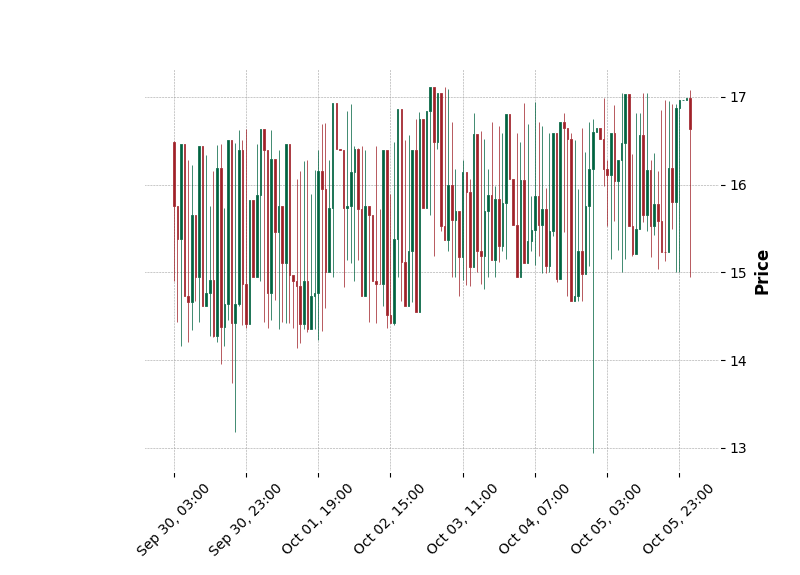 17
16
15
14
13
Price
Sep 30, 03:00
Sep 30, 23:00
Oct 01, 19:00
Oct 02, 15:00
Oct 03, 11:00
Oct 04, 07:00
Oct 05, 03:00
Oct 05, 23:00